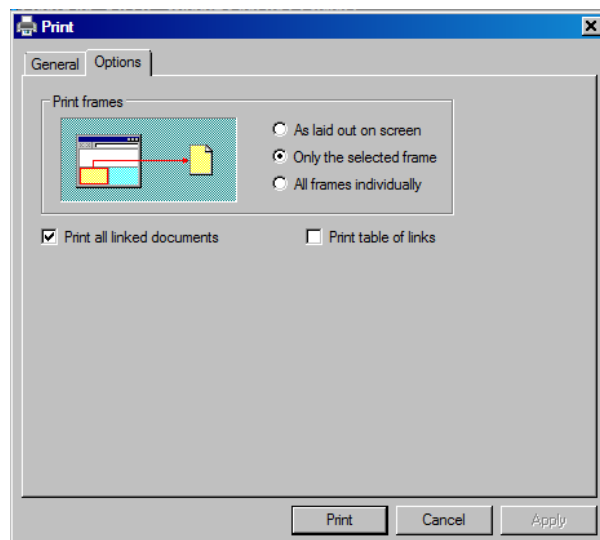 Print
General
Options
Print frames
As laid out on screen
Only the selected frame
All frames individually
Print all linked documents
Print table of links
Print
Cancel
Apply